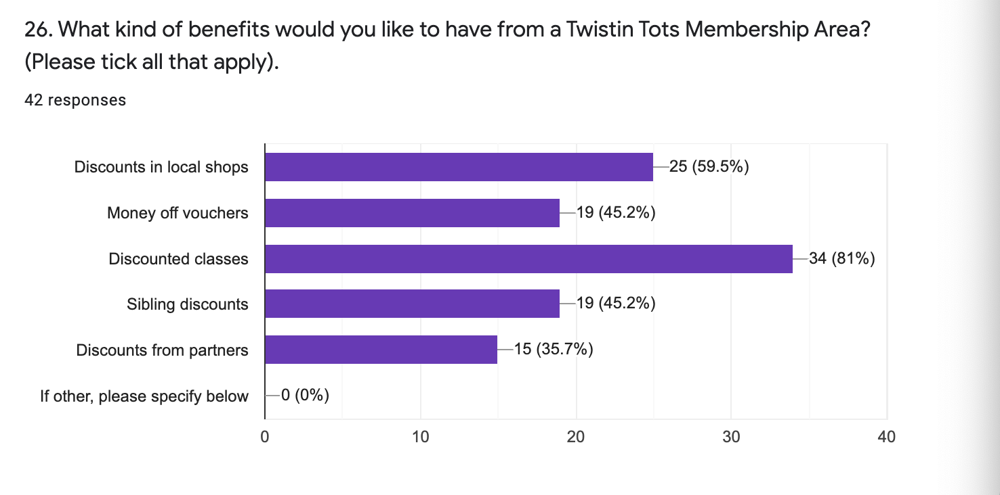 26. What kind of benefits would you like to have from a Twistin Tots Membership Area?
(Please tick all that apply).
42 responses
Discounts in local shops 25 (59.5%)
Money off vouchers 19 (45.2%)
Discounted classes 34 (81%)
Sibling discounts 19 (45.2%)
Discounts from partners 15 (35.7%)
If other, please specify below 0 (0%)
0 10 20 30 40